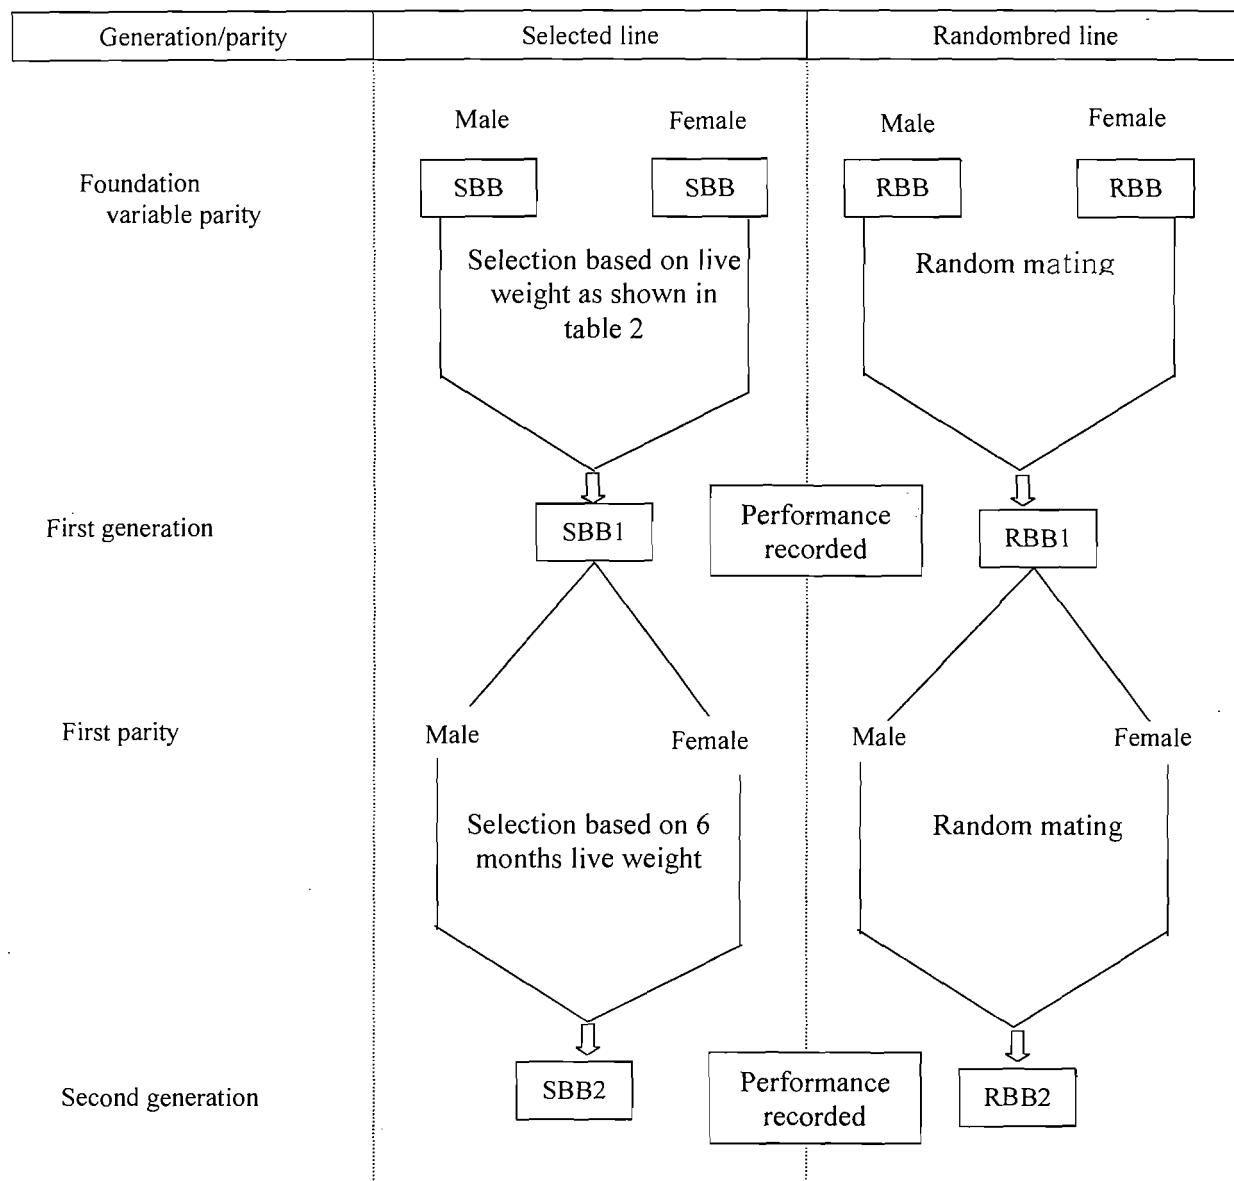 Generation/parity
Selected line
Randombred line
Male
Female
Male
Female
Foundation
variable parity
SBB
SBB
RBB
RBB
Selection based on live
weight as shown in
table 2
Random mating
First generation
SBB1
Performance
recorded
RBB1
First parity
Male
Female
Male
Female
Selection based on 6
months live weight
Random mating
Second generation
SBB2
Performance
recorded
RBB2